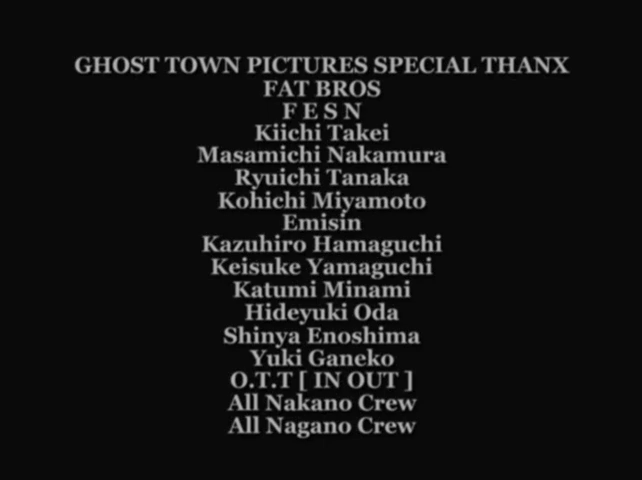 GHOST TOWN PICTURES SPECIAL THANX
FAT BROS
F E S N
Kiichi Takei
Masamichi Nakamura
Ryuichi Tanaka
Kohichi Miyamoto
Emisin
Kazuhiro Hamaguchi
Keisuke Yamaguchi
Katumi Minami
Hideyuki Oda
Shinya Enoshima
Yuki Ganeko
O.T.T [ IN OUT ]
All Nakano Crew
All Nagano Crew